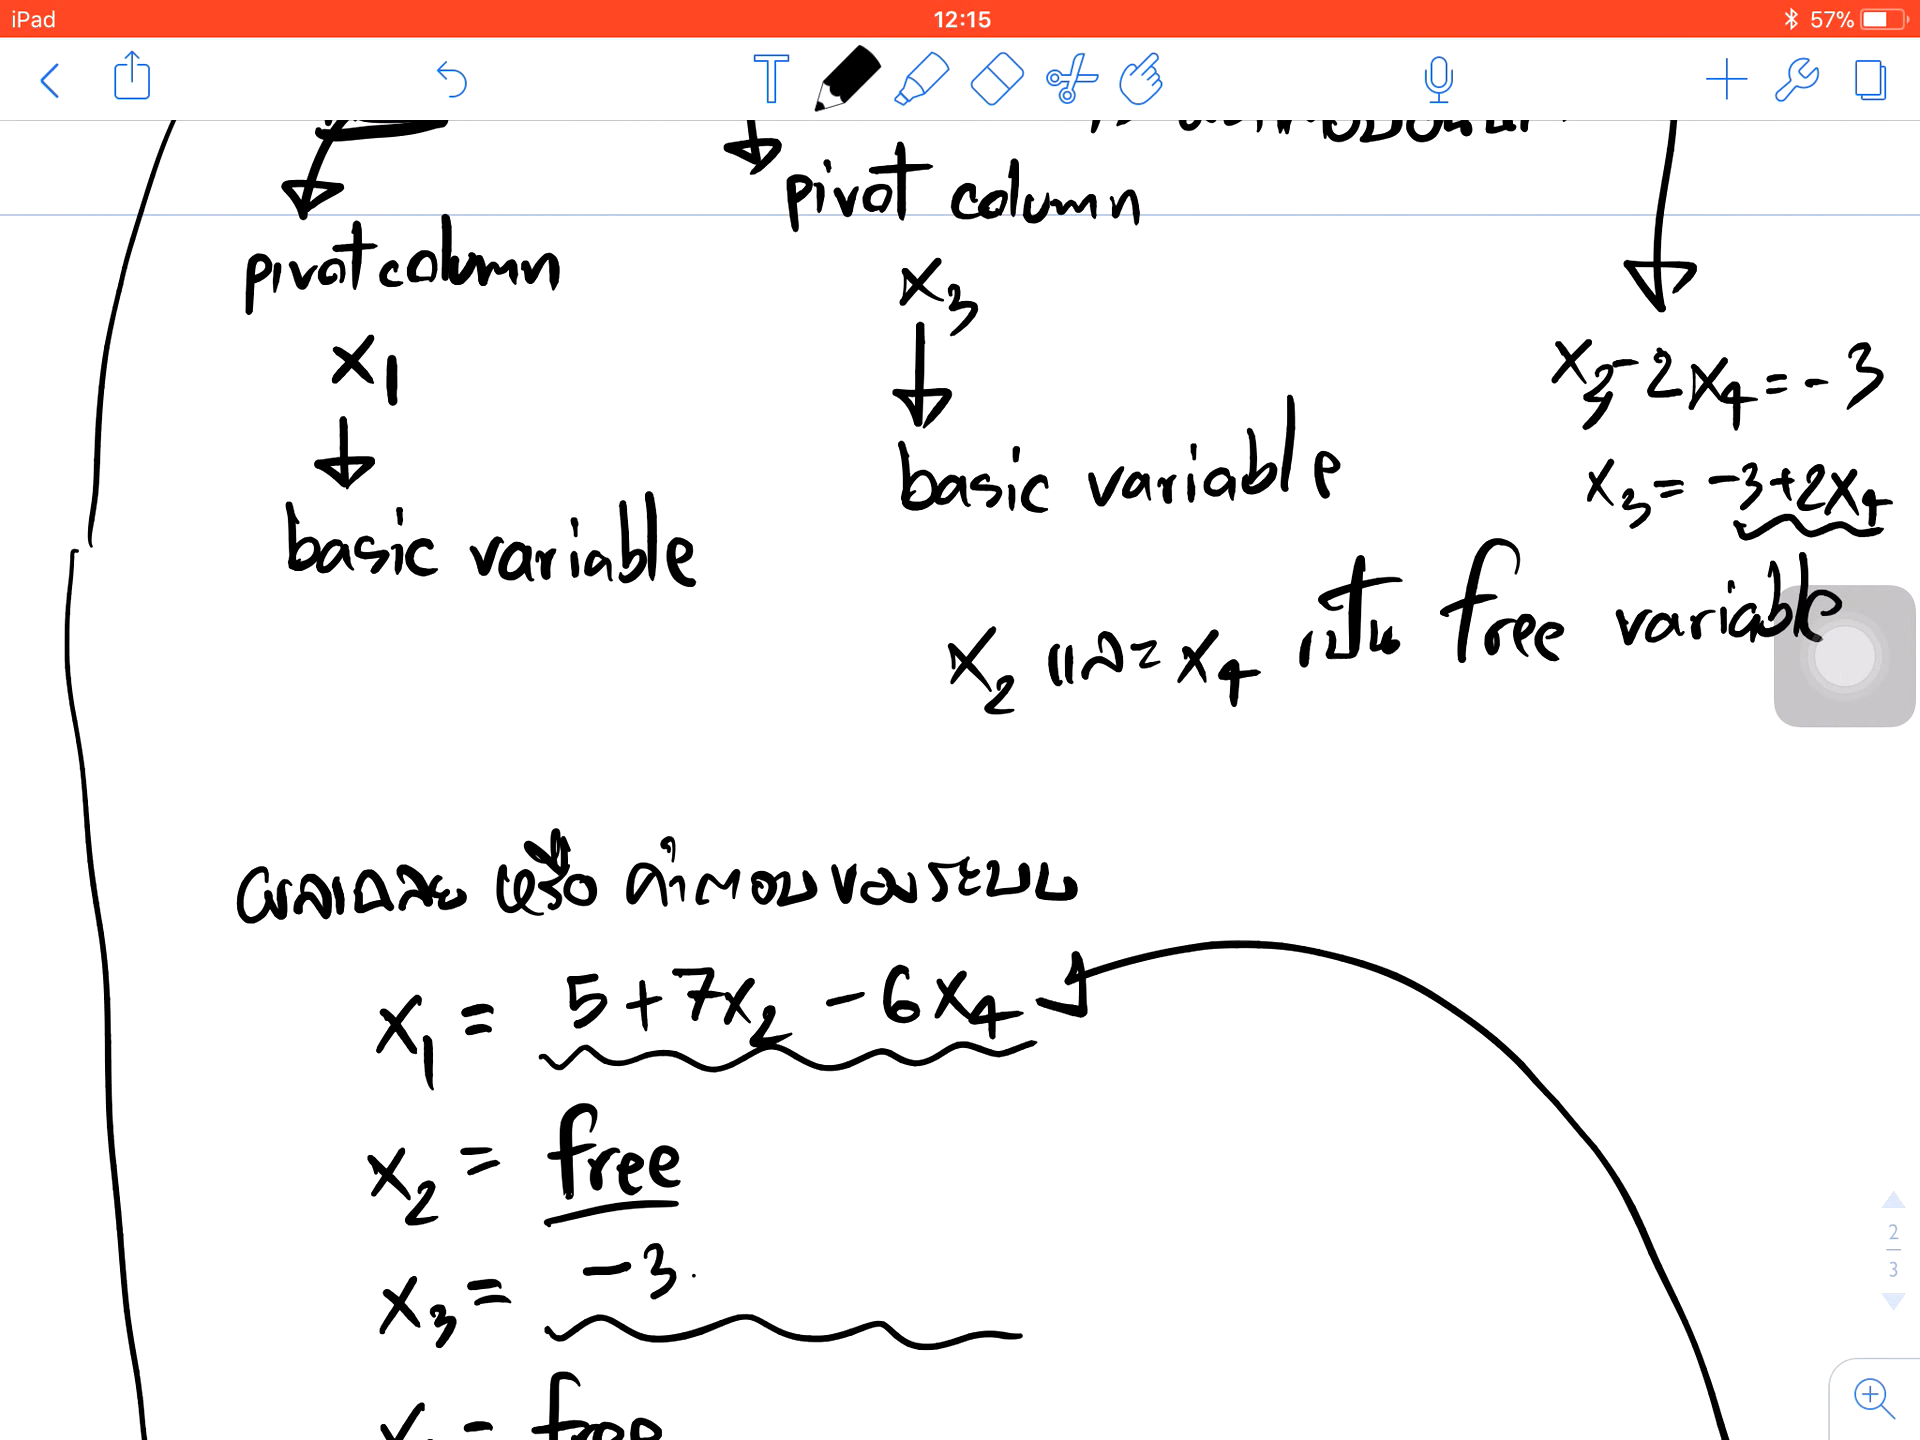 iPad 12:15 57%
T
pivot column
pivot column
x₃
x₁
x₃-2x₄=-3
basic variable
x₃= -3+2x₄
basic variable
x₂ และ x₄ เป็น free variable
ผลเฉลย หรือ คำตอบของระบบ
x₁ = 5+7x₂ -6x₄
x₂ = free
x₃ = -3
= free
2
3